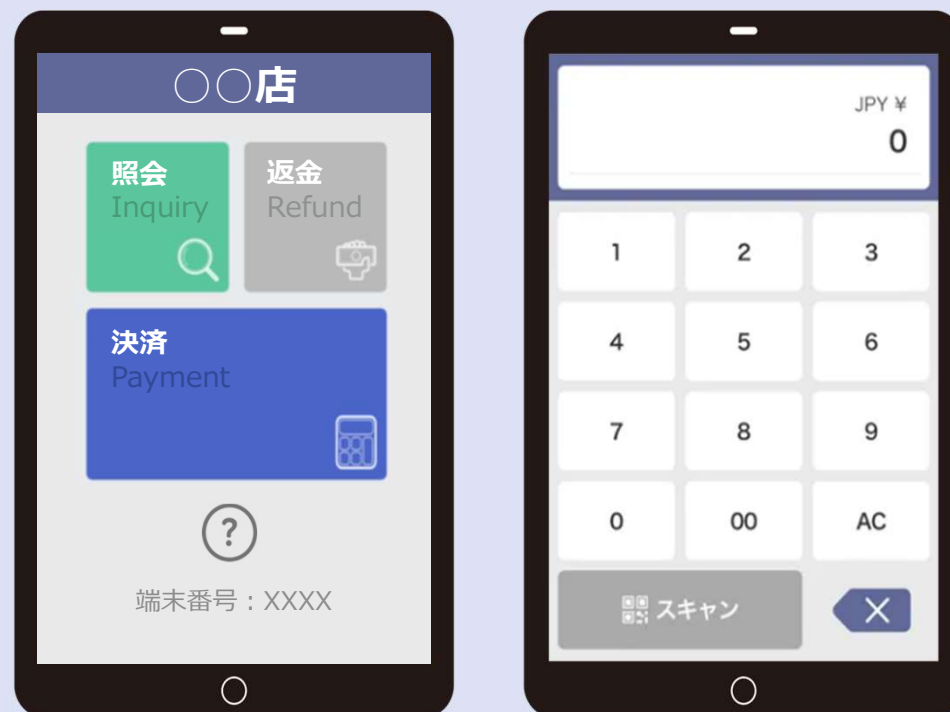 ○○店
照会
Inquiry
返金
Refund
決済
Payment
?
端末番号：XXXX
JPY ¥
0
1 2 3
4 5 6
7 8 9
0 00 AC
スキャン